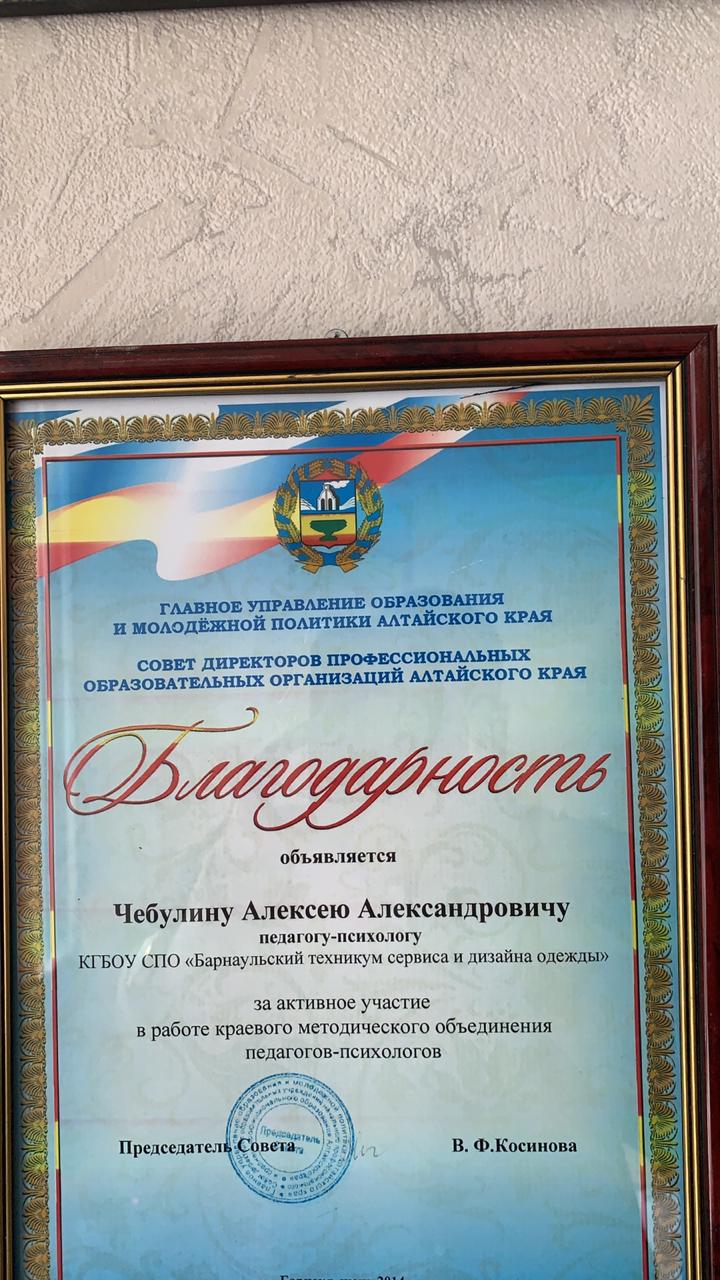 ГЛАВНОЕ УПРАВЛЕНИЕ ОБРАЗОВАНИЯ
И МОЛОДЁЖНОЙ ПОЛИТИКИ АЛТАЙСКОГО КРАЯ
СОВЕТ ДИРЕКТОРОВ ПРОФЕССИОНАЛЬНЫХ
ОБРАЗОВАТЕЛЬНЫХ ОРГАНИЗАЦИЙ АЛТАЙСКОГО КРАЯ
Благодарность
объявляется
Чебулину Алексею Александровичу
педагогу-психологу
КГБОУ СПО «Барнаульский техникум сервиса и дизайна одежды»
за активное участие
в работе краевого методического объединения
педагогов-психологов
Председатель Совета
В. Ф.Косинова
Председатель
Совета